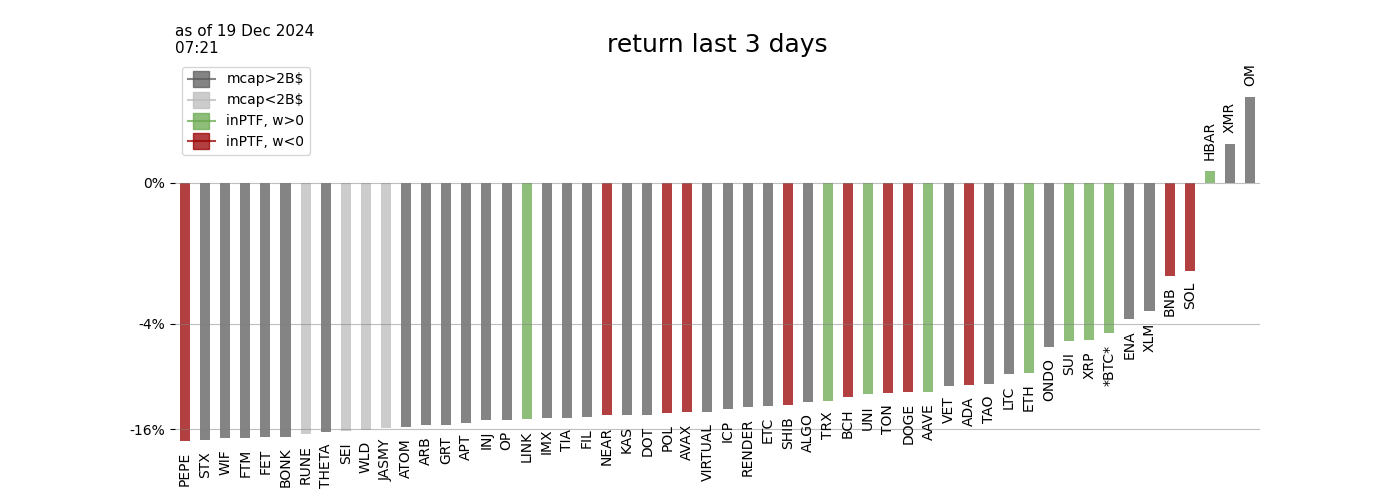 as of 19 Dec 2024
07:21
return last 3 days
mcap>2B$
mcap<2B$
inPTF, w>0
inPTF, w<0
0%
-4%
-16%
PEPE
STX
WIF
FTM
FET
BONK
RUNE
THETA
SEI
WLD
JASMY
ATOM
ARB
GRT
APT
INJ
OP
LINK
IMX
TIA
FIL
NEAR
KAS
DOT
POL
AVAX
VIRTUAL
ICP
RENDER
ETC
SHIB
ALGO
TRX
BCH
UNI
TON
DOGE
AAVE
VET
ADA
TAO
LTC
ETH
ONDO
SUI
XRP
*BTC*
ENA
XLM
BNB
SOL
HBAR
XMR
OM